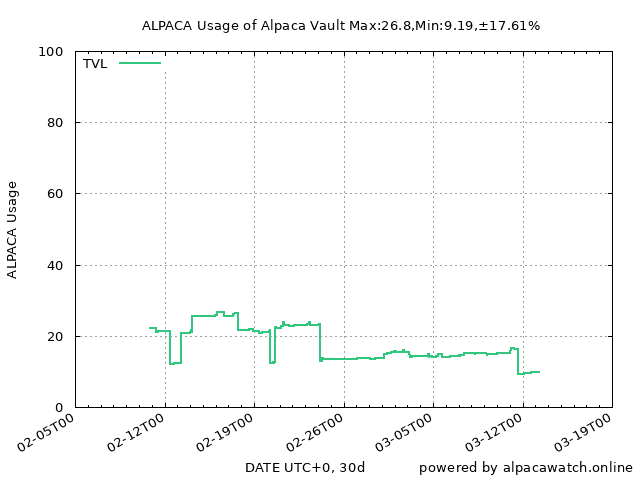 ALPACA Usage of Alpaca Vault Max:26.8,Min:9.19,±17.61%
100
TVL
80
60
ALPACA Usage
40
20
0
02-05T00 02-12T00 02-19T00 02-26T00 03-05T00 03-12T00 03-19T00
DATE UTC+0, 30d
powered by alpacawatch.online